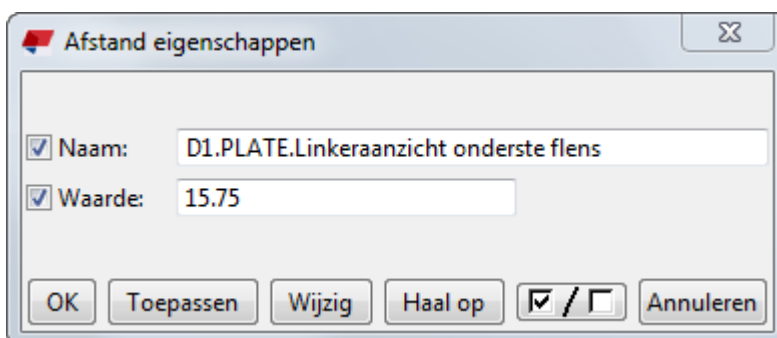 Afstand eigenschappen
Naam: D1.PLATE.Linkeraanzicht onderste flens
Waarde: 15.75
OK Toepassen Wijzig Haal op / Annuleren